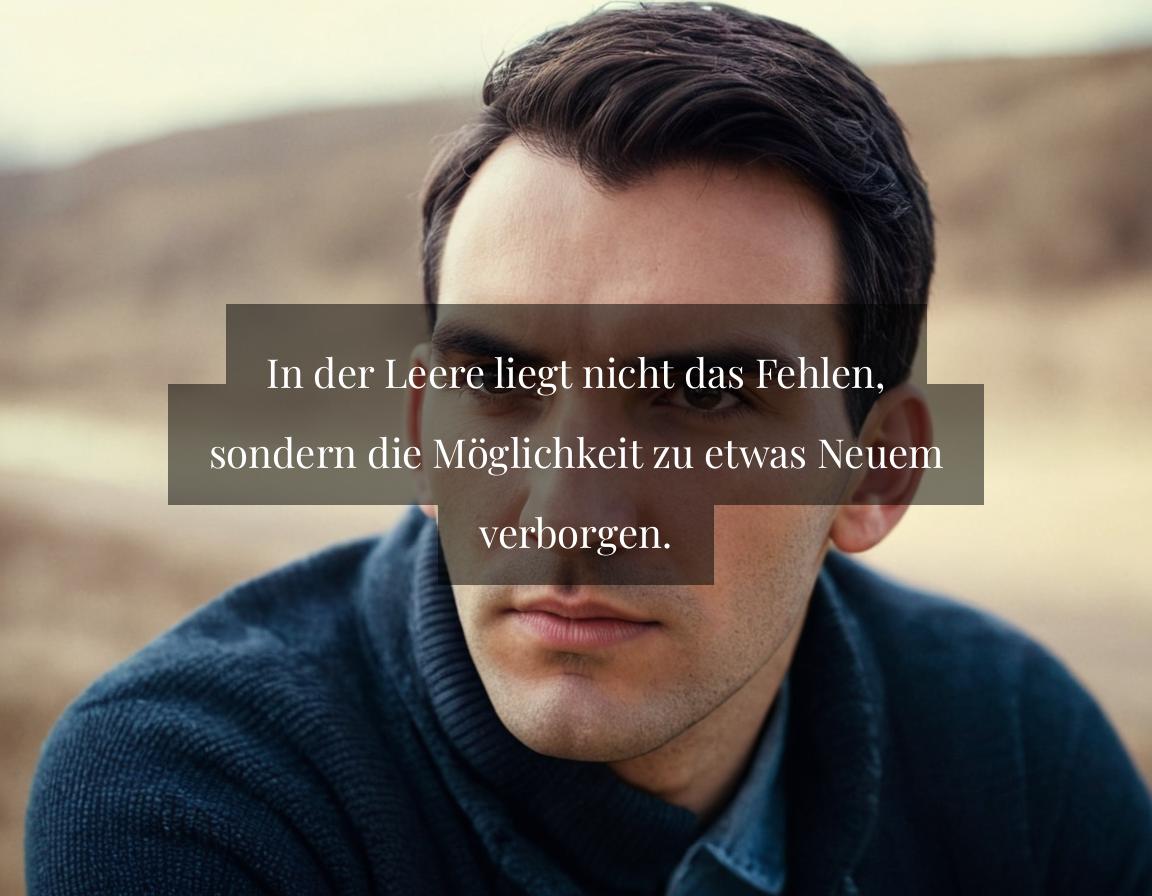 In der Leere liegt nicht das Fehlen,
sondern die Möglichkeit zu etwas Neuem
verborgen.